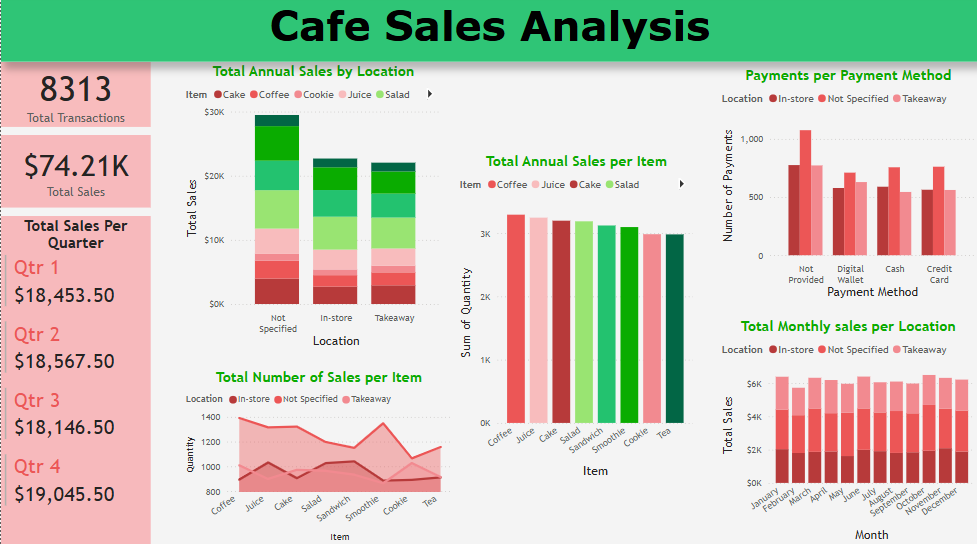 Cafe Sales Analysis
8313
Total Transactions
$74.21K
Total Sales
Total Sales Per
Quarter
Qtr 1
$18,453.50
Qtr 2
$18,567.50
Qtr 3
$18,146.50
Qtr 4
$19,045.50
Total Annual Sales by Location
Item Cake Coffee Cookie Juice Salad
Total Sales
$30K
$20K
$10K
$0K
Not
Specified
In-store
Takeaway
Location
Total Number of Sales per Item
Location In-store Not Specified Takeaway
Quantity
1400
1200
1000
800
Coffee
Juice
Cake
Salad
Sandwich
Smoothie
Cookie
Tea
Item
Total Annual Sales per Item
Item Coffee Juice Cake Salad
Sum of Quantity
3K
2K
1K
0K
Coffee
Juice
Cake
Salad
Sandwich
Smoothie
Cookie
Tea
Item
Payments per Payment Method
Location In-store Not Specified Takeaway
Number of Payments
1,000
500
0
Not
Provided
Digital
Wallet
Cash
Credit
Card
Payment Method
Total Monthly sales per Location
Location In-store Not Specified Takeaway
Total Sales
$6K
$4K
$2K
$0K
January
February
March
April
May
June
July
August
September
October
November
December
Month